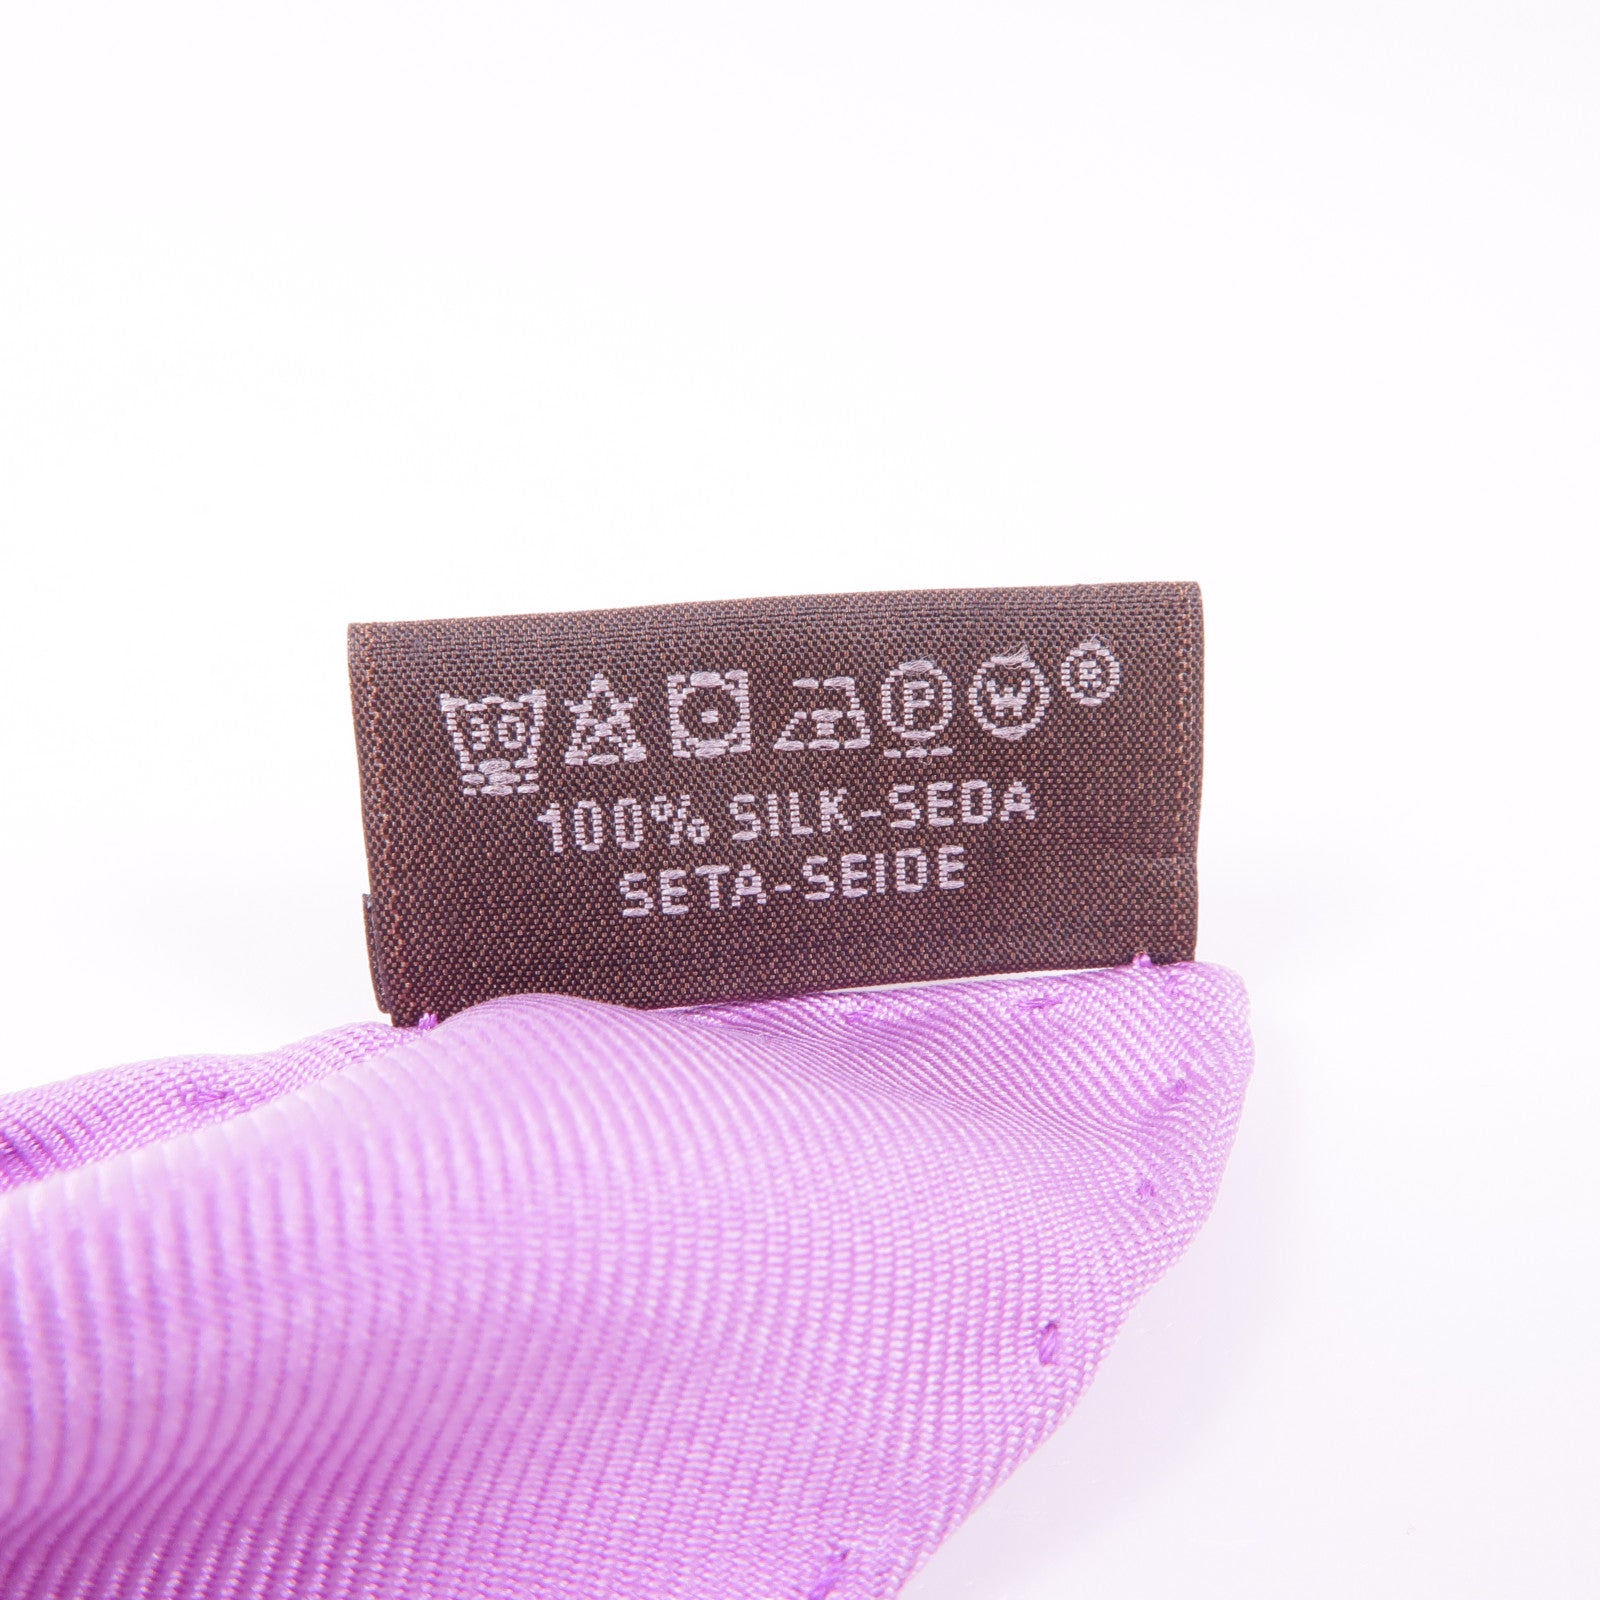 P W R
100% SILK-SEDA
SETA-SEIDE